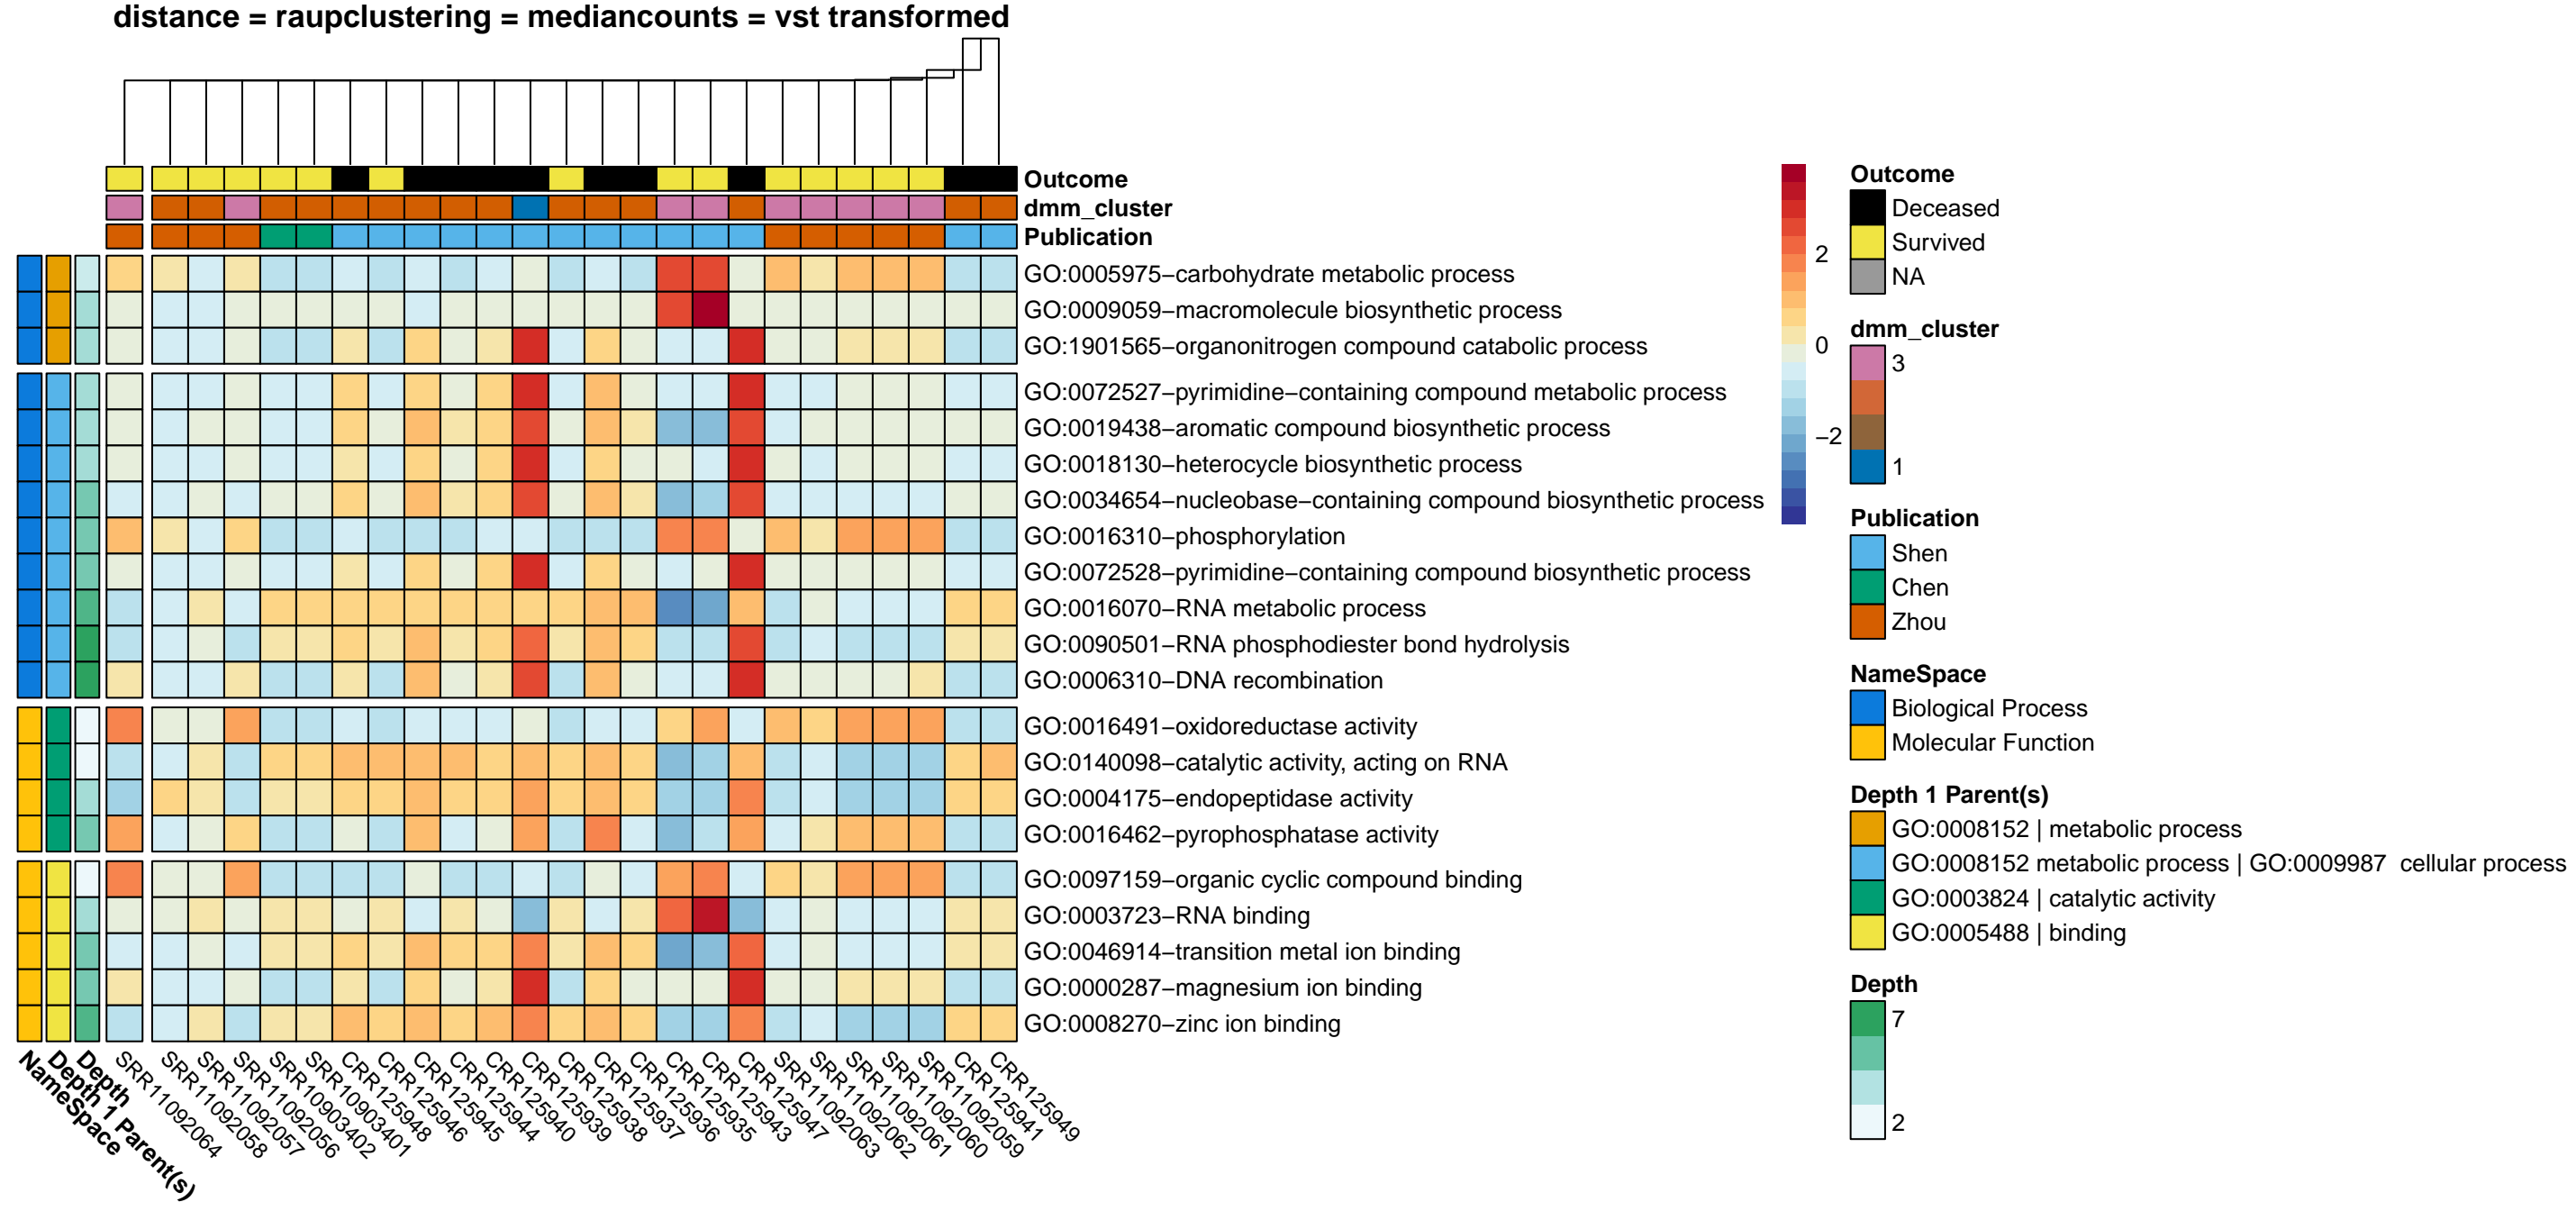 distance = raupclustering = mediancounts = vst transformed
Outcome
dmm_cluster
Publication
GO:0005975−carbohydrate metabolic process
GO:0009059−macromolecule biosynthetic process
GO:1901565−organonitrogen compound catabolic process
GO:0072527−pyrimidine−containing compound metabolic process
GO:0019438−aromatic compound biosynthetic process
GO:0018130−heterocycle biosynthetic process
GO:0034654−nucleobase−containing compound biosynthetic process
GO:0016310−phosphorylation
GO:0072528−pyrimidine−containing compound biosynthetic process
GO:0016070−RNA metabolic process
GO:0090501−RNA phosphodiester bond hydrolysis
GO:0006310−DNA recombination
GO:0016491−oxidoreductase activity
GO:0140098−catalytic activity, acting on RNA
GO:0004175−endopeptidase activity
GO:0016462−pyrophosphatase activity
GO:0097159−organic cyclic compound binding
GO:0003723−RNA binding
GO:0046914−transition metal ion binding
GO:0000287−magnesium ion binding
GO:0008270−zinc ion binding
NameSpace
Depth 1 Parent(s)
Depth
SRR11092064
SRR11092058
SRR11092057
SRR11092056
SRR10903402
SRR10903401
CRR125948
CRR125946
CRR125945
CRR125944
CRR125940
CRR125939
CRR125938
CRR125937
CRR125936
CRR125935
CRR125943
CRR125947
SRR11092063
SRR11092062
SRR11092061
SRR11092060
SRR11092059
CRR125941
CRR125949
2
0
−2
Outcome
Deceased
Survived
NA
dmm_cluster
3
1
Publication
Shen
Chen
Zhou
NameSpace
Biological Process
Molecular Function
Depth 1 Parent(s)
GO:0008152 | metabolic process
GO:0008152 metabolic process | GO:0009987  cellular process
GO:0003824 | catalytic activity
GO:0005488 | binding
Depth
7
2